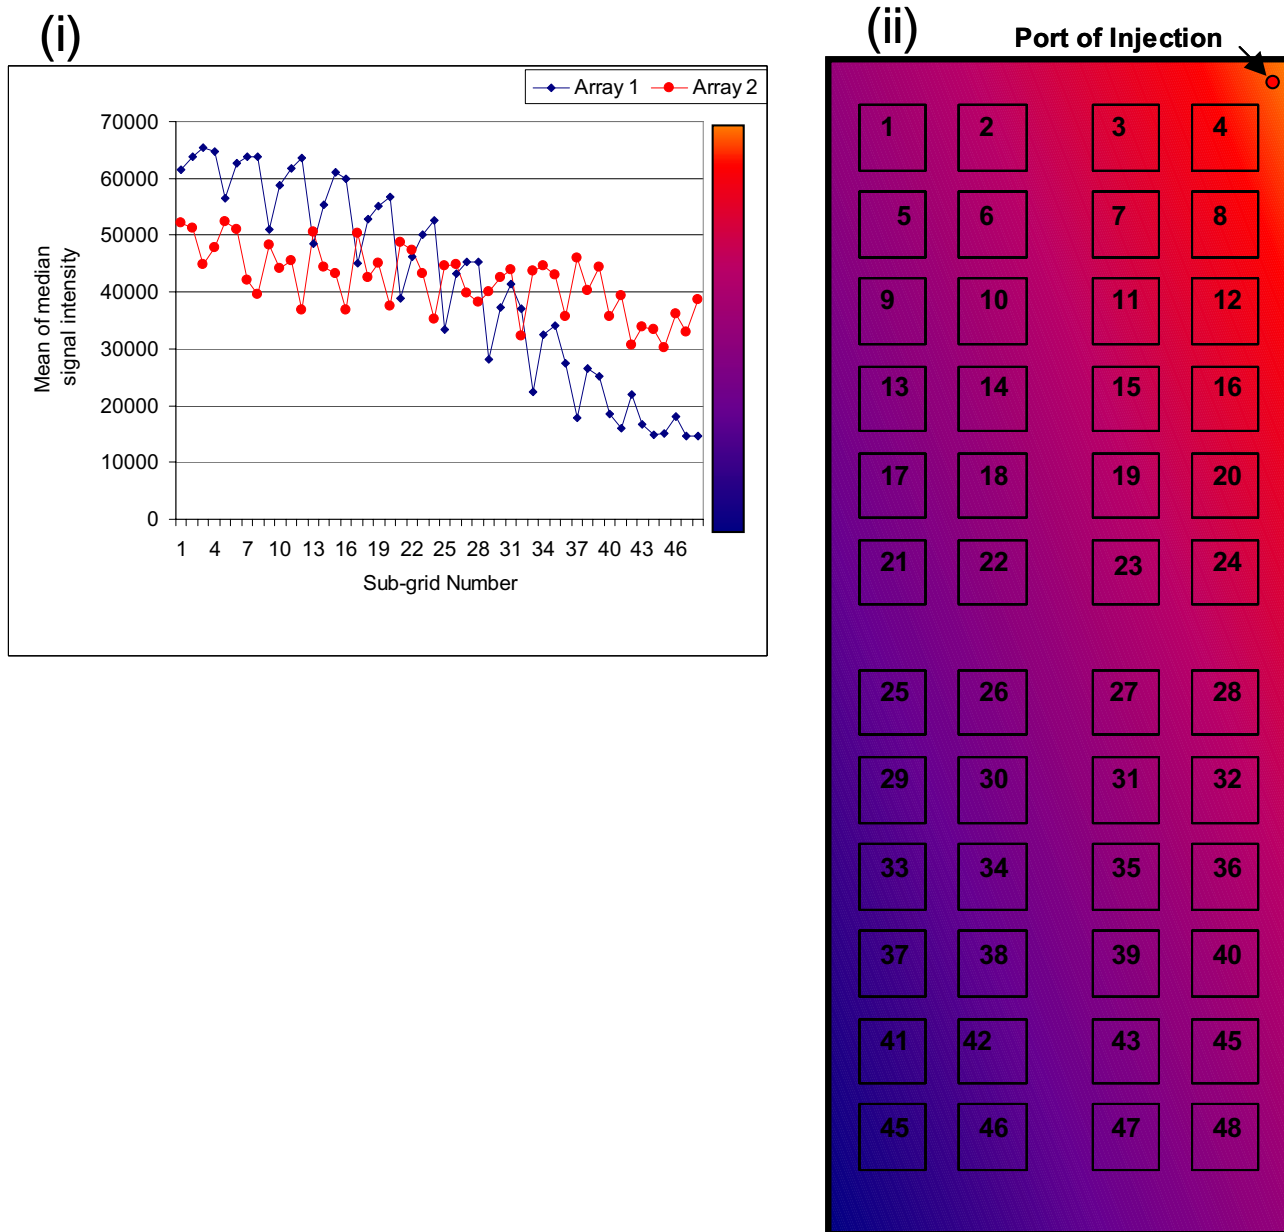 (i)
Array 1 Array 2
70000
60000
50000
40000
30000
20000
10000
0
Mean of median
signal intensity
1 4 7 10 13 16 19 22 25 28 31 34 37 40 43 46
Sub-grid Number
(ii)
Port of Injection
1 2 3 4
5 6 7 8
9 10 11 12
13 14 15 16
17 18 19 20
21 22 23 24
25 26 27 28
29 30 31 32
33 34 35 36
37 38 39 40
41 42 43 45
45 46 47 48